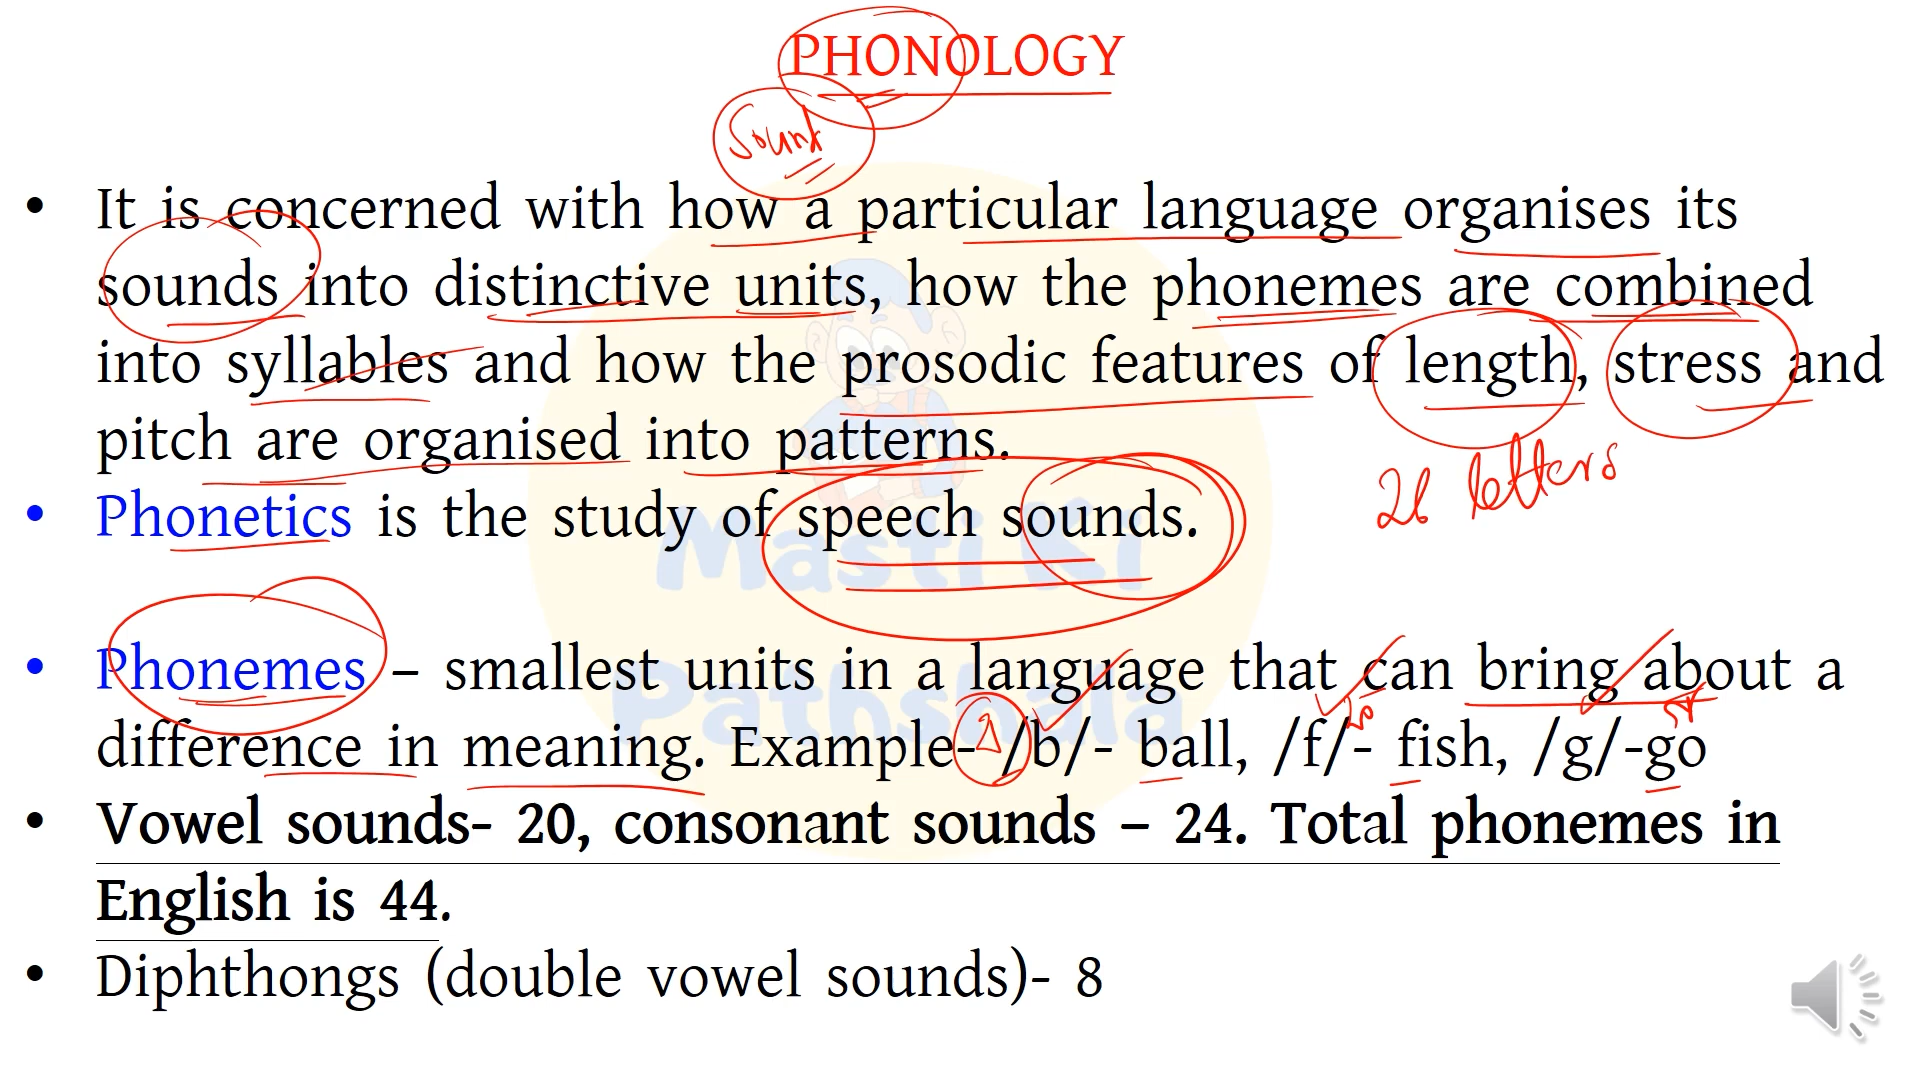 PHONOLOGY
Sound
• It is concerned with how a particular language organises its
sounds into distinctive units, how the phonemes are combined
into syllables and how the prosodic features of length, stress and
pitch are organised into patterns.
26 letters
• Phonetics is the study of speech sounds.
Masti Ki
• Phonemes – smallest units in a language that can bring about a
Pathshala
difference in meaning. Example- /b/- ball, /f/- fish, /g/-go
• Vowel sounds- 20, consonant sounds – 24. Total phonemes in
English is 44.
• Diphthongs (double vowel sounds)- 8